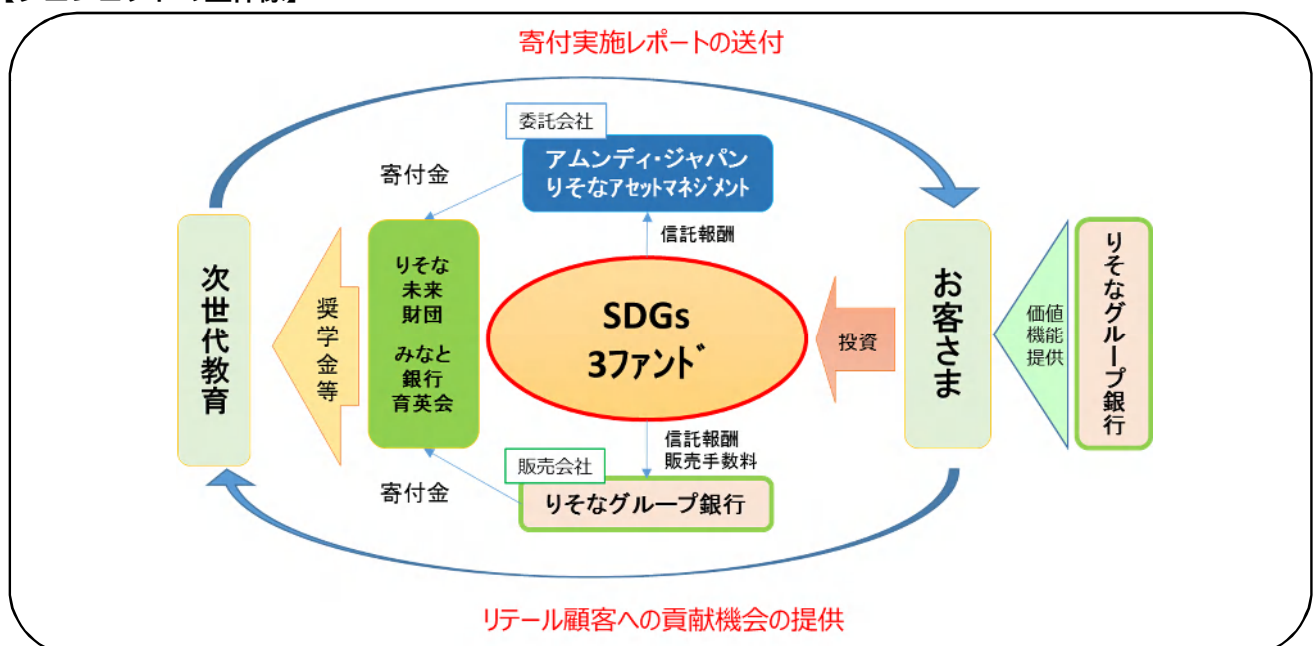 寄付実施レポートの送付
委託会社
アムンディ・ジャパン
りそなアセットマネジメント
寄付金
信託報酬
次世代教育
奨学金等
りそな
未来
財団
みなと
銀行
育英会
SDGs
3ファンド
投資
お客さま
価値
機能
提供
りそなグループ銀行
信託報酬
販売手数料
販売会社
りそなグループ銀行
寄付金
リテール顧客への貢献機会の提供